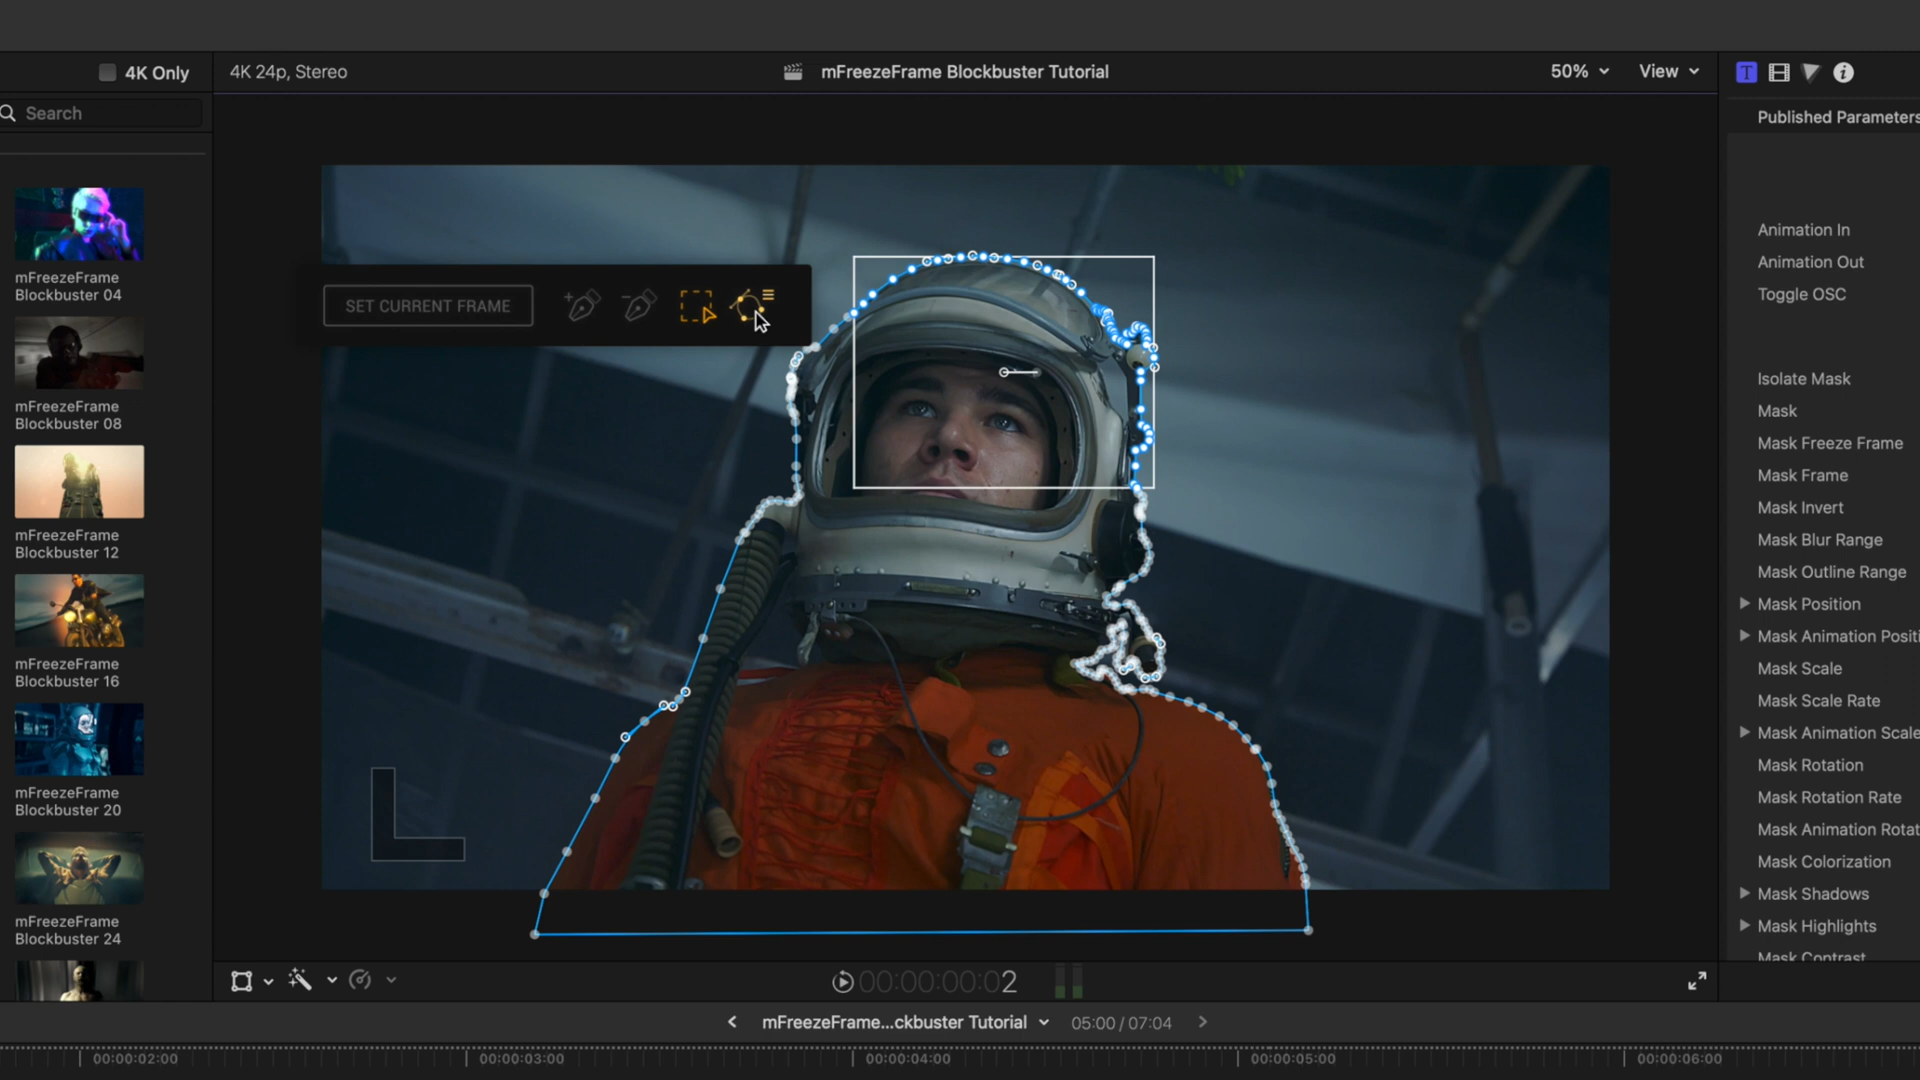 4K Only
4K 24p, Stereo
mFreezeFrame Blockbuster Tutorial
50%
View
T
i
Search
Published Parameters
mFreezeFrame
Blockbuster 04
mFreezeFrame
Blockbuster 08
mFreezeFrame
Blockbuster 12
mFreezeFrame
Blockbuster 16
mFreezeFrame
Blockbuster 20
mFreezeFrame
Blockbuster 24
SET CURRENT FRAME
Animation In
Animation Out
Toggle OSC
Isolate Mask
Mask
Mask Freeze Frame
Mask Frame
Mask Invert
Mask Blur Range
Mask Outline Range
Mask Position
Mask Animation Positi
Mask Scale
Mask Scale Rate
Mask Animation Scale
Mask Rotation
Mask Rotation Rate
Mask Animation Rotat
Mask Colorization
Mask Shadows
Mask Highlights
Mask Contrast
00:00:00:02
mFreezeFrame...ckbuster Tutorial
05:00 / 07:04
00:00:02:00
00:00:03:00
00:00:04:00
00:00:05:00
00:00:06:00